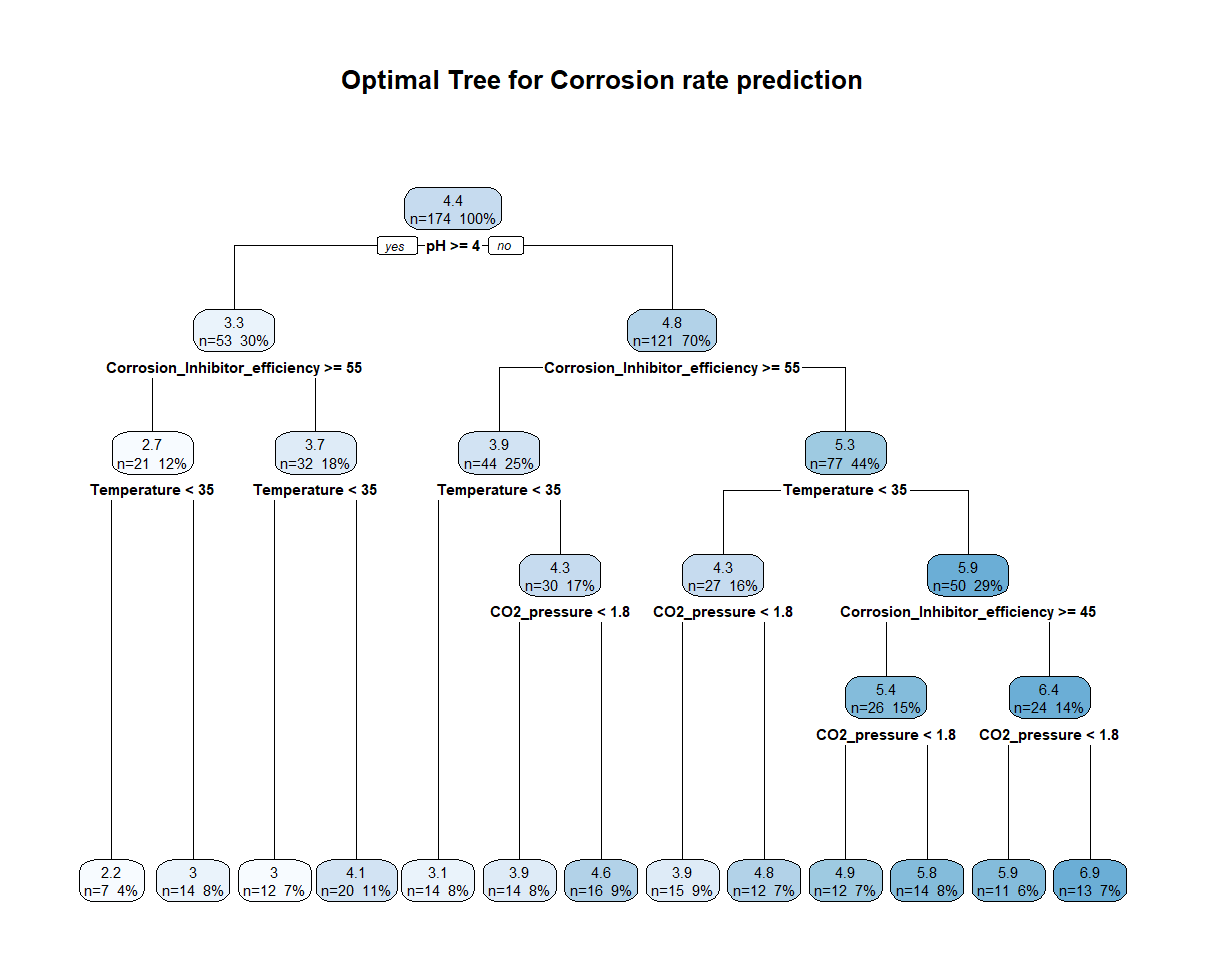 Optimal Tree for Corrosion rate prediction
4.4
n=174 100%
yes pH >= 4 no
3.3
n=53 30%
4.8
n=121 70%
Corrosion_Inhibitor_efficiency >= 55
Corrosion_Inhibitor_efficiency >= 55
2.7
n=21 12%
3.7
n=32 18%
3.9
n=44 25%
5.3
n=77 44%
Temperature < 35
Temperature < 35
Temperature < 35
Temperature < 35
4.3
n=30 17%
4.3
n=27 16%
5.9
n=50 29%
CO2_pressure < 1.8
CO2_pressure < 1.8
Corrosion_Inhibitor_efficiency >= 45
5.4
n=26 15%
6.4
n=24 14%
CO2_pressure < 1.8
CO2_pressure < 1.8
2.2
n=7 4%
3
n=14 8%
3
n=12 7%
4.1
n=20 11%
3.1
n=14 8%
3.9
n=14 8%
4.6
n=16 9%
3.9
n=15 9%
4.8
n=12 7%
4.9
n=12 7%
5.8
n=14 8%
5.9
n=11 6%
6.9
n=13 7%